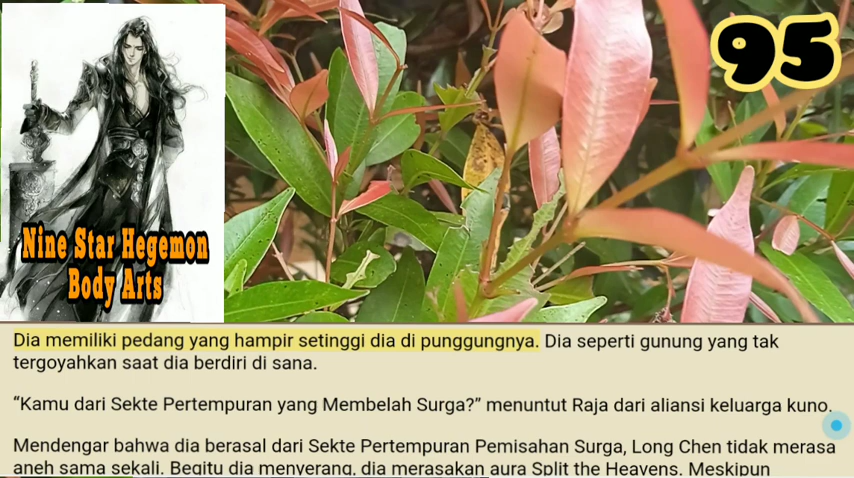 95
Nine Star Hegemon
Body Arts
Dia memiliki pedang yang hampir setinggi dia di punggungnya. Dia seperti gunung yang tak
tergoyahkan saat dia berdiri di sana.
“Kamu dari Sekte Pertempuran yang Membelah Surga?” menuntut Raja dari aliansi keluarga kuno.
Mendengar bahwa dia berasal dari Sekte Pertempuran Pemisahan Surga, Long Chen tidak merasa
aneh sama sekali. Begitu dia menyerang, dia merasakan aura Split the Heavens. Meskipun